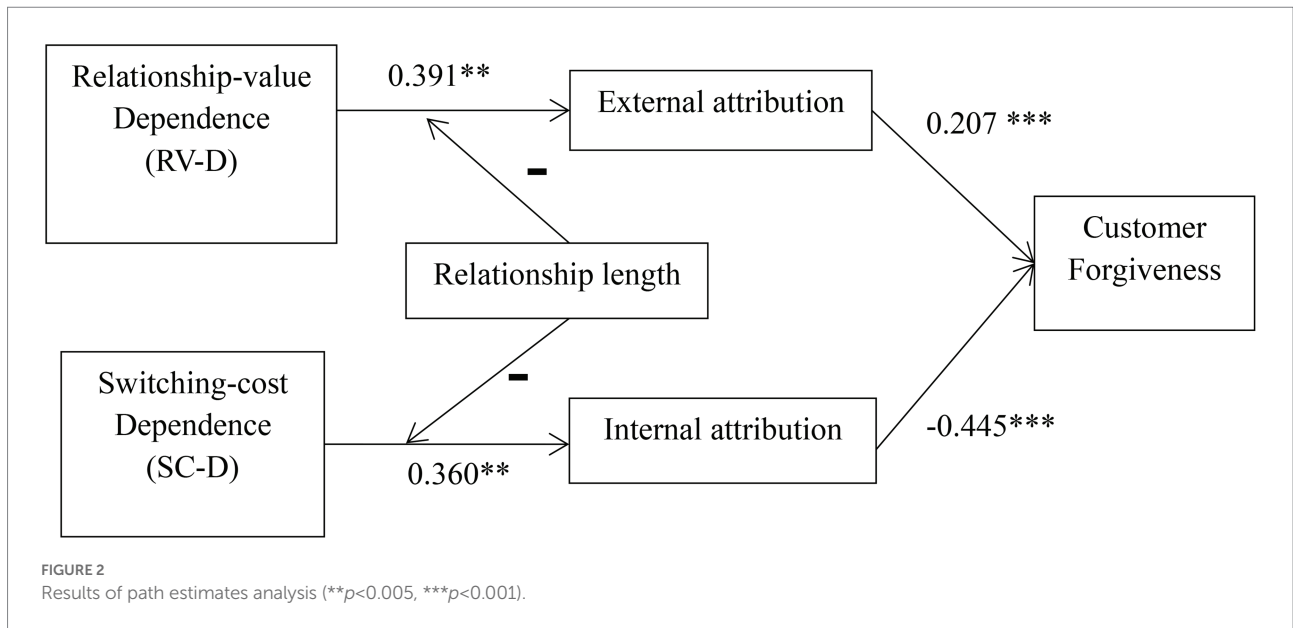 Relationship-value
Dependence
(RV-D)
0.391**
External attribution
0.207 ***
-
Relationship length
Customer
Forgiveness
-
Switching-cost
Dependence
(SC-D)
0.360**
Internal attribution
-0.445***
FIGURE 2
Results of path estimates analysis (**p<0.005, ***p<0.001).